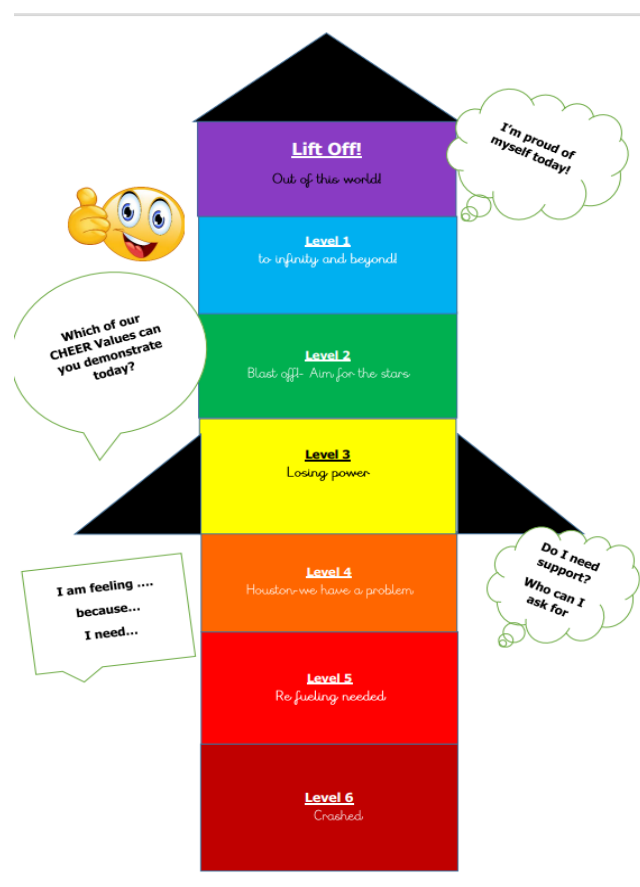 Lift Off!
Out of this world!
I'm proud of
myself today!
Level 1
to infinity and beyond!
Which of our
CHEER Values can
you demonstrate
today?
Level 2
Blast off!- Aim for the stars
Level 3
Losing power
I am feeling ....
because...
I need...
Level 4
Houston-we have a problem
Do I need
support?
Who can I
ask for
Level 5
Re fueling needed
Level 6
Crashed